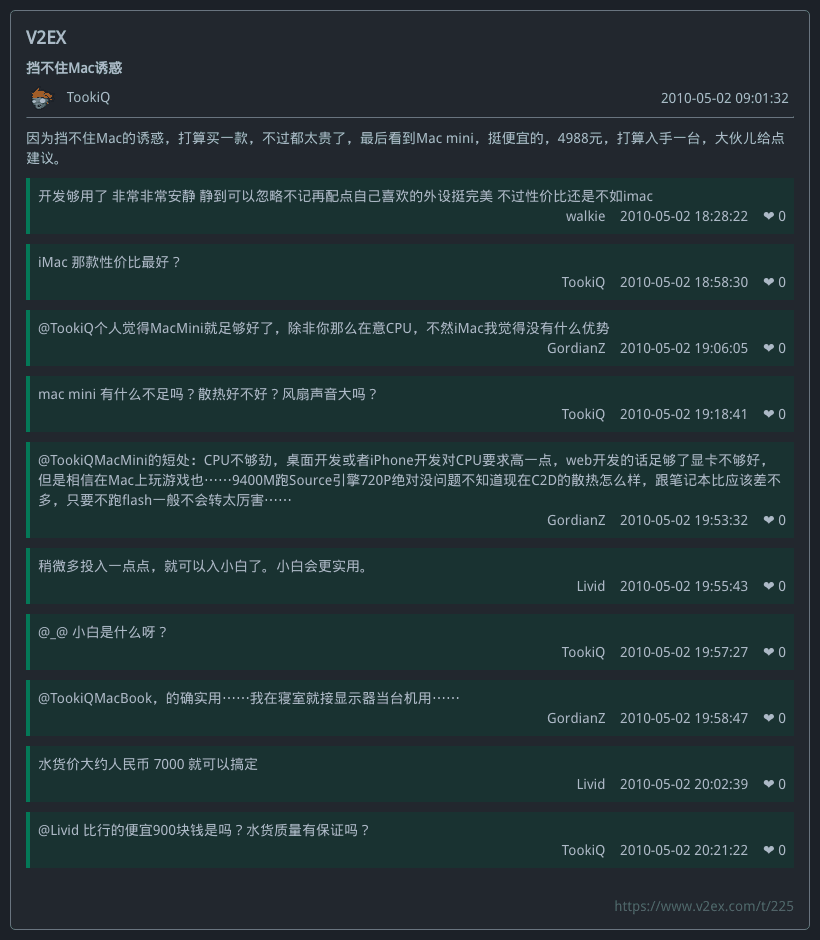 V2EX
挡不住Mac诱惑
TookiQ 2010-05-02 09:01:32
因为挡不住Mac的诱惑，打算买一款，不过都太贵了，最后看到Mac mini，挺便宜的，4988元，打算入手一台，大伙儿给点
建议。
开发够用了 非常非常安静 静到可以忽略不记再配点自己喜欢的外设挺完美 不过性价比还是不如imac
walkie 2010-05-02 18:28:22 ❤ 0
iMac 那款性价比最好？
TookiQ 2010-05-02 18:58:30 ❤ 0
@TookiQ个人觉得MacMini就足够好了，除非你那么在意CPU，不然iMac我觉得没有什么优势
GordianZ 2010-05-02 19:06:05 ❤ 0
mac mini 有什么不足吗？散热好不好？风扇声音大吗？
TookiQ 2010-05-02 19:18:41 ❤ 0
@TookiQMacMini的短处：CPU不够劲，桌面开发或者iPhone开发对CPU要求高一点，web开发的话足够了显卡不够好，
但是相信在Mac上玩游戏也……9400M跑Source引擎720P绝对没问题不知道现在C2D的散热怎么样，跟笔记本比应该差不
多，只要不跑flash一般不会转太厉害……
GordianZ 2010-05-02 19:53:32 ❤ 0
稍微多投入一点点，就可以入小白了。小白会更实用。
Livid 2010-05-02 19:55:43 ❤ 0
@_@ 小白是什么呀？
TookiQ 2010-05-02 19:57:27 ❤ 0
@TookiQMacBook，的确实用……我在寝室就接显示器当台机用……
GordianZ 2010-05-02 19:58:47 ❤ 0
水货价大约人民币 7000 就可以搞定
Livid 2010-05-02 20:02:39 ❤ 0
@Livid 比行的便宜900块钱是吗？水货质量有保证吗？
TookiQ 2010-05-02 20:21:22 ❤ 0
https://www.v2ex.com/t/225